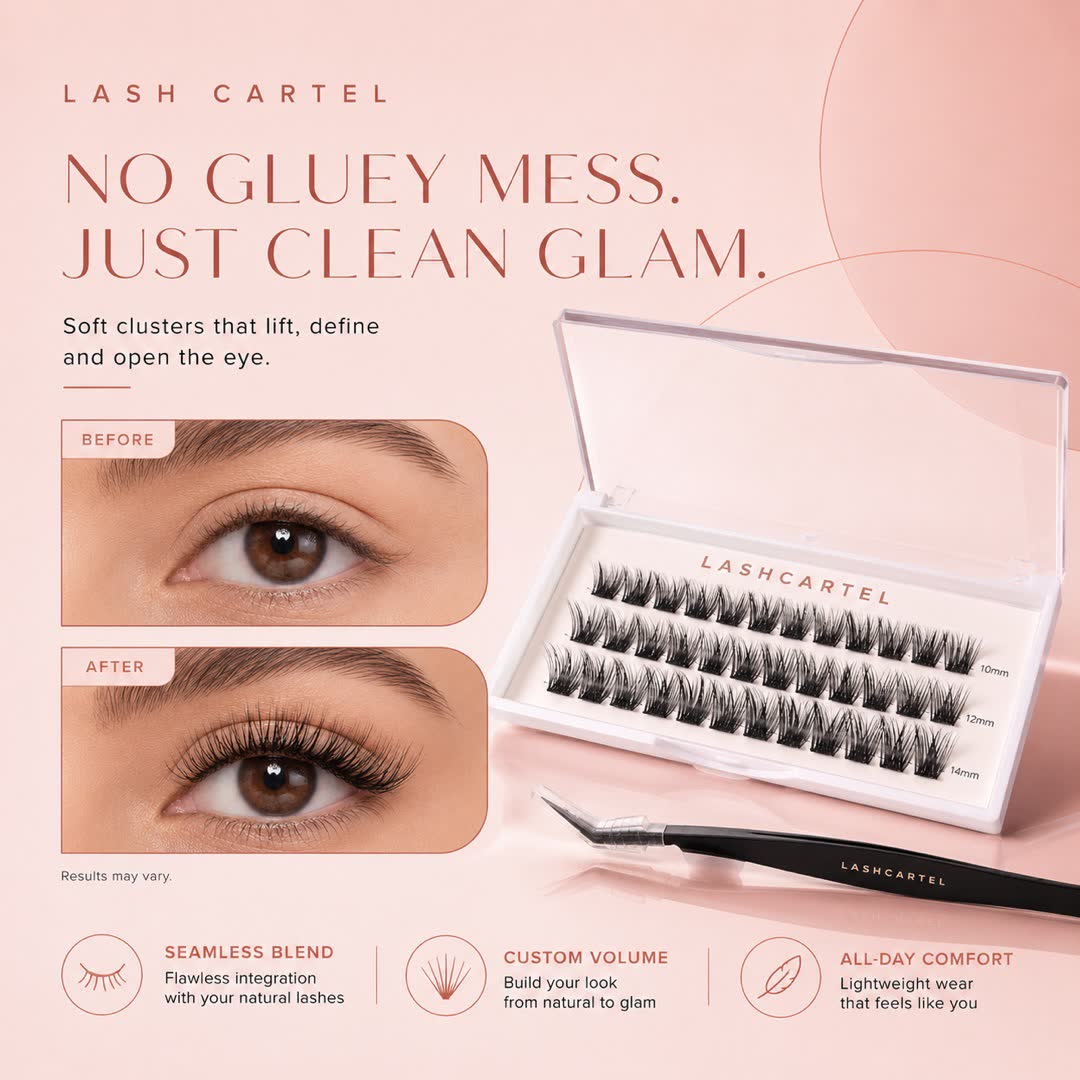 LASH CARTEL
NO GLUEY MESS.
JUST CLEAN GLAM.
Soft clusters that lift, define
and open the eye.
BEFORE
AFTER
Results may vary.
LASHCARTEL
10mm
12mm
14mm
LASHCARTEL
SEAMLESS BLEND
Flawless integration
with your natural lashes
CUSTOM VOLUME
Build your look
from natural to glam
ALL-DAY COMFORT
Lightweight wear
that feels like you